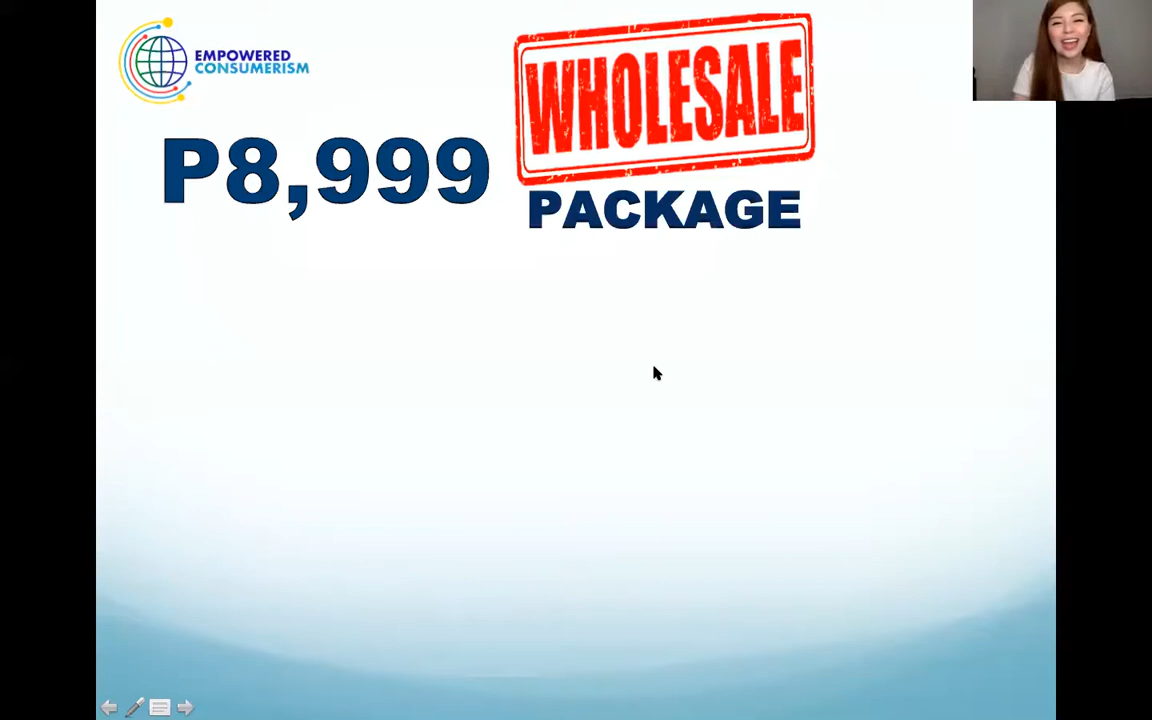 EMPOWERED
CONSUMERISM
WHOLESALE
P8,999
PACKAGE